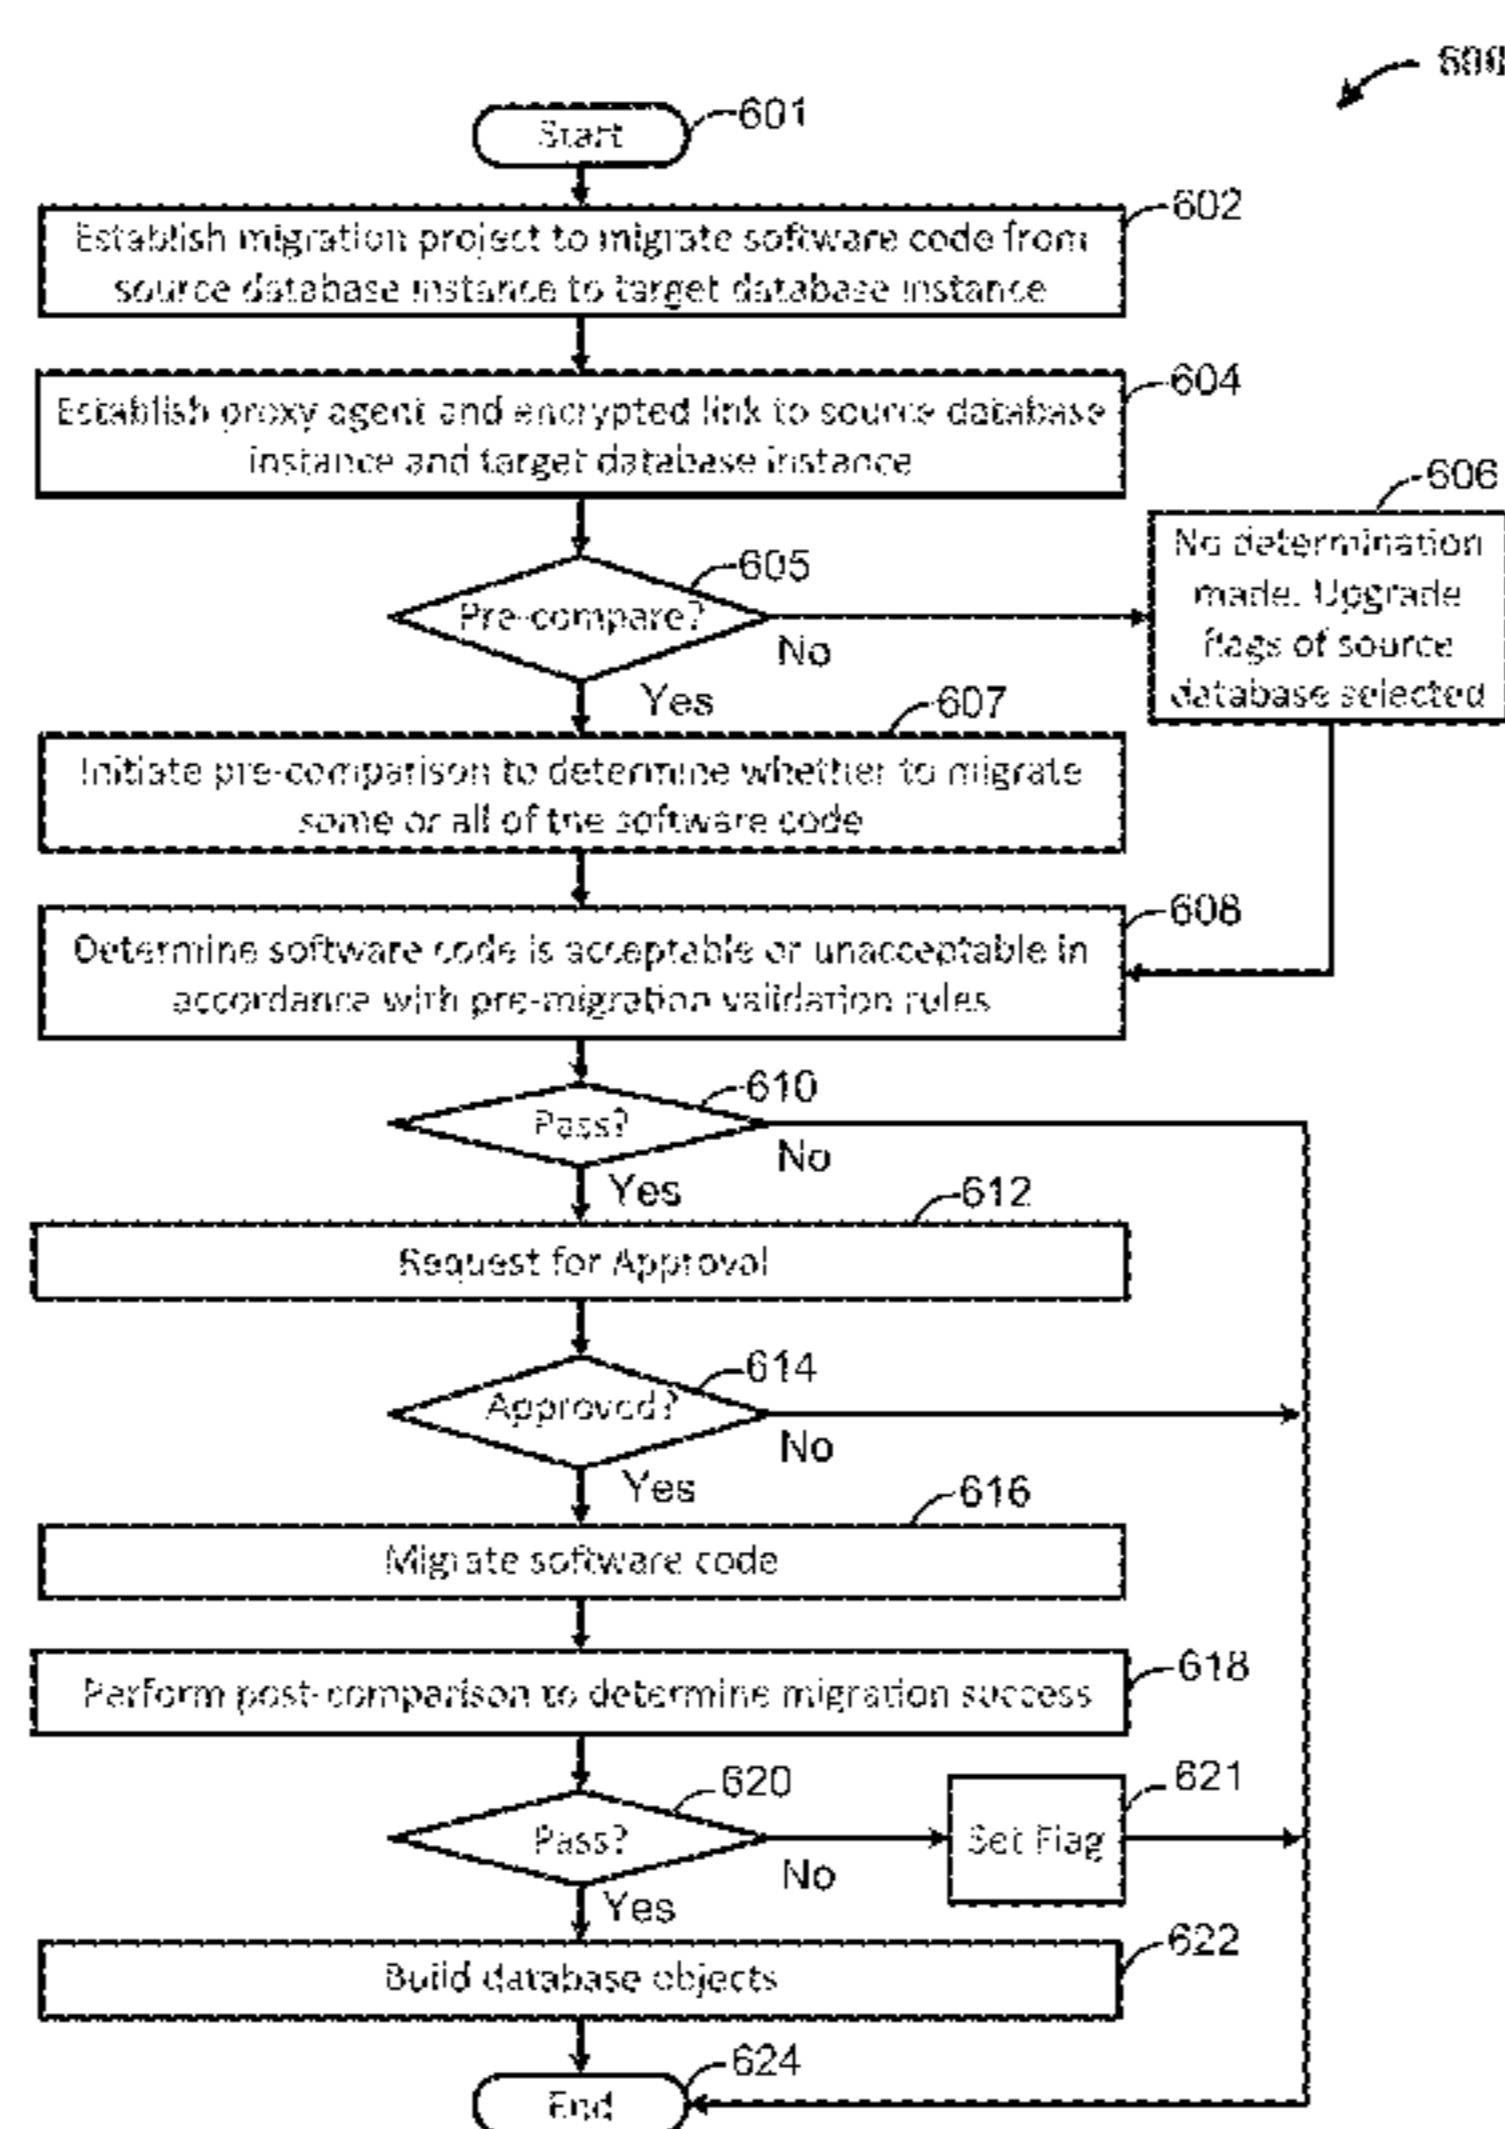 600
Start
601
602
Establish migration project to migrate software code from
source database instance to target database instance
604
Establish proxy agent and encrypted link to source database
instance and target database instance
606
No determination
made. Upgrade
flags of source
database selected
605
Pre-compare?
No
Yes
607
Initiate pre-comparison to determine whether to migrate
some or all of the software code
608
Determine software code is acceptable or unacceptable in
accordance with pre-migration validation rules
610
Pass?
No
Yes
612
Request for Approval
614
Approved?
No
Yes
616
Migrate software code
618
Perform post-comparison to determine migration success
620
Pass?
No
621
Set Flag
Yes
622
Build database objects
624
End